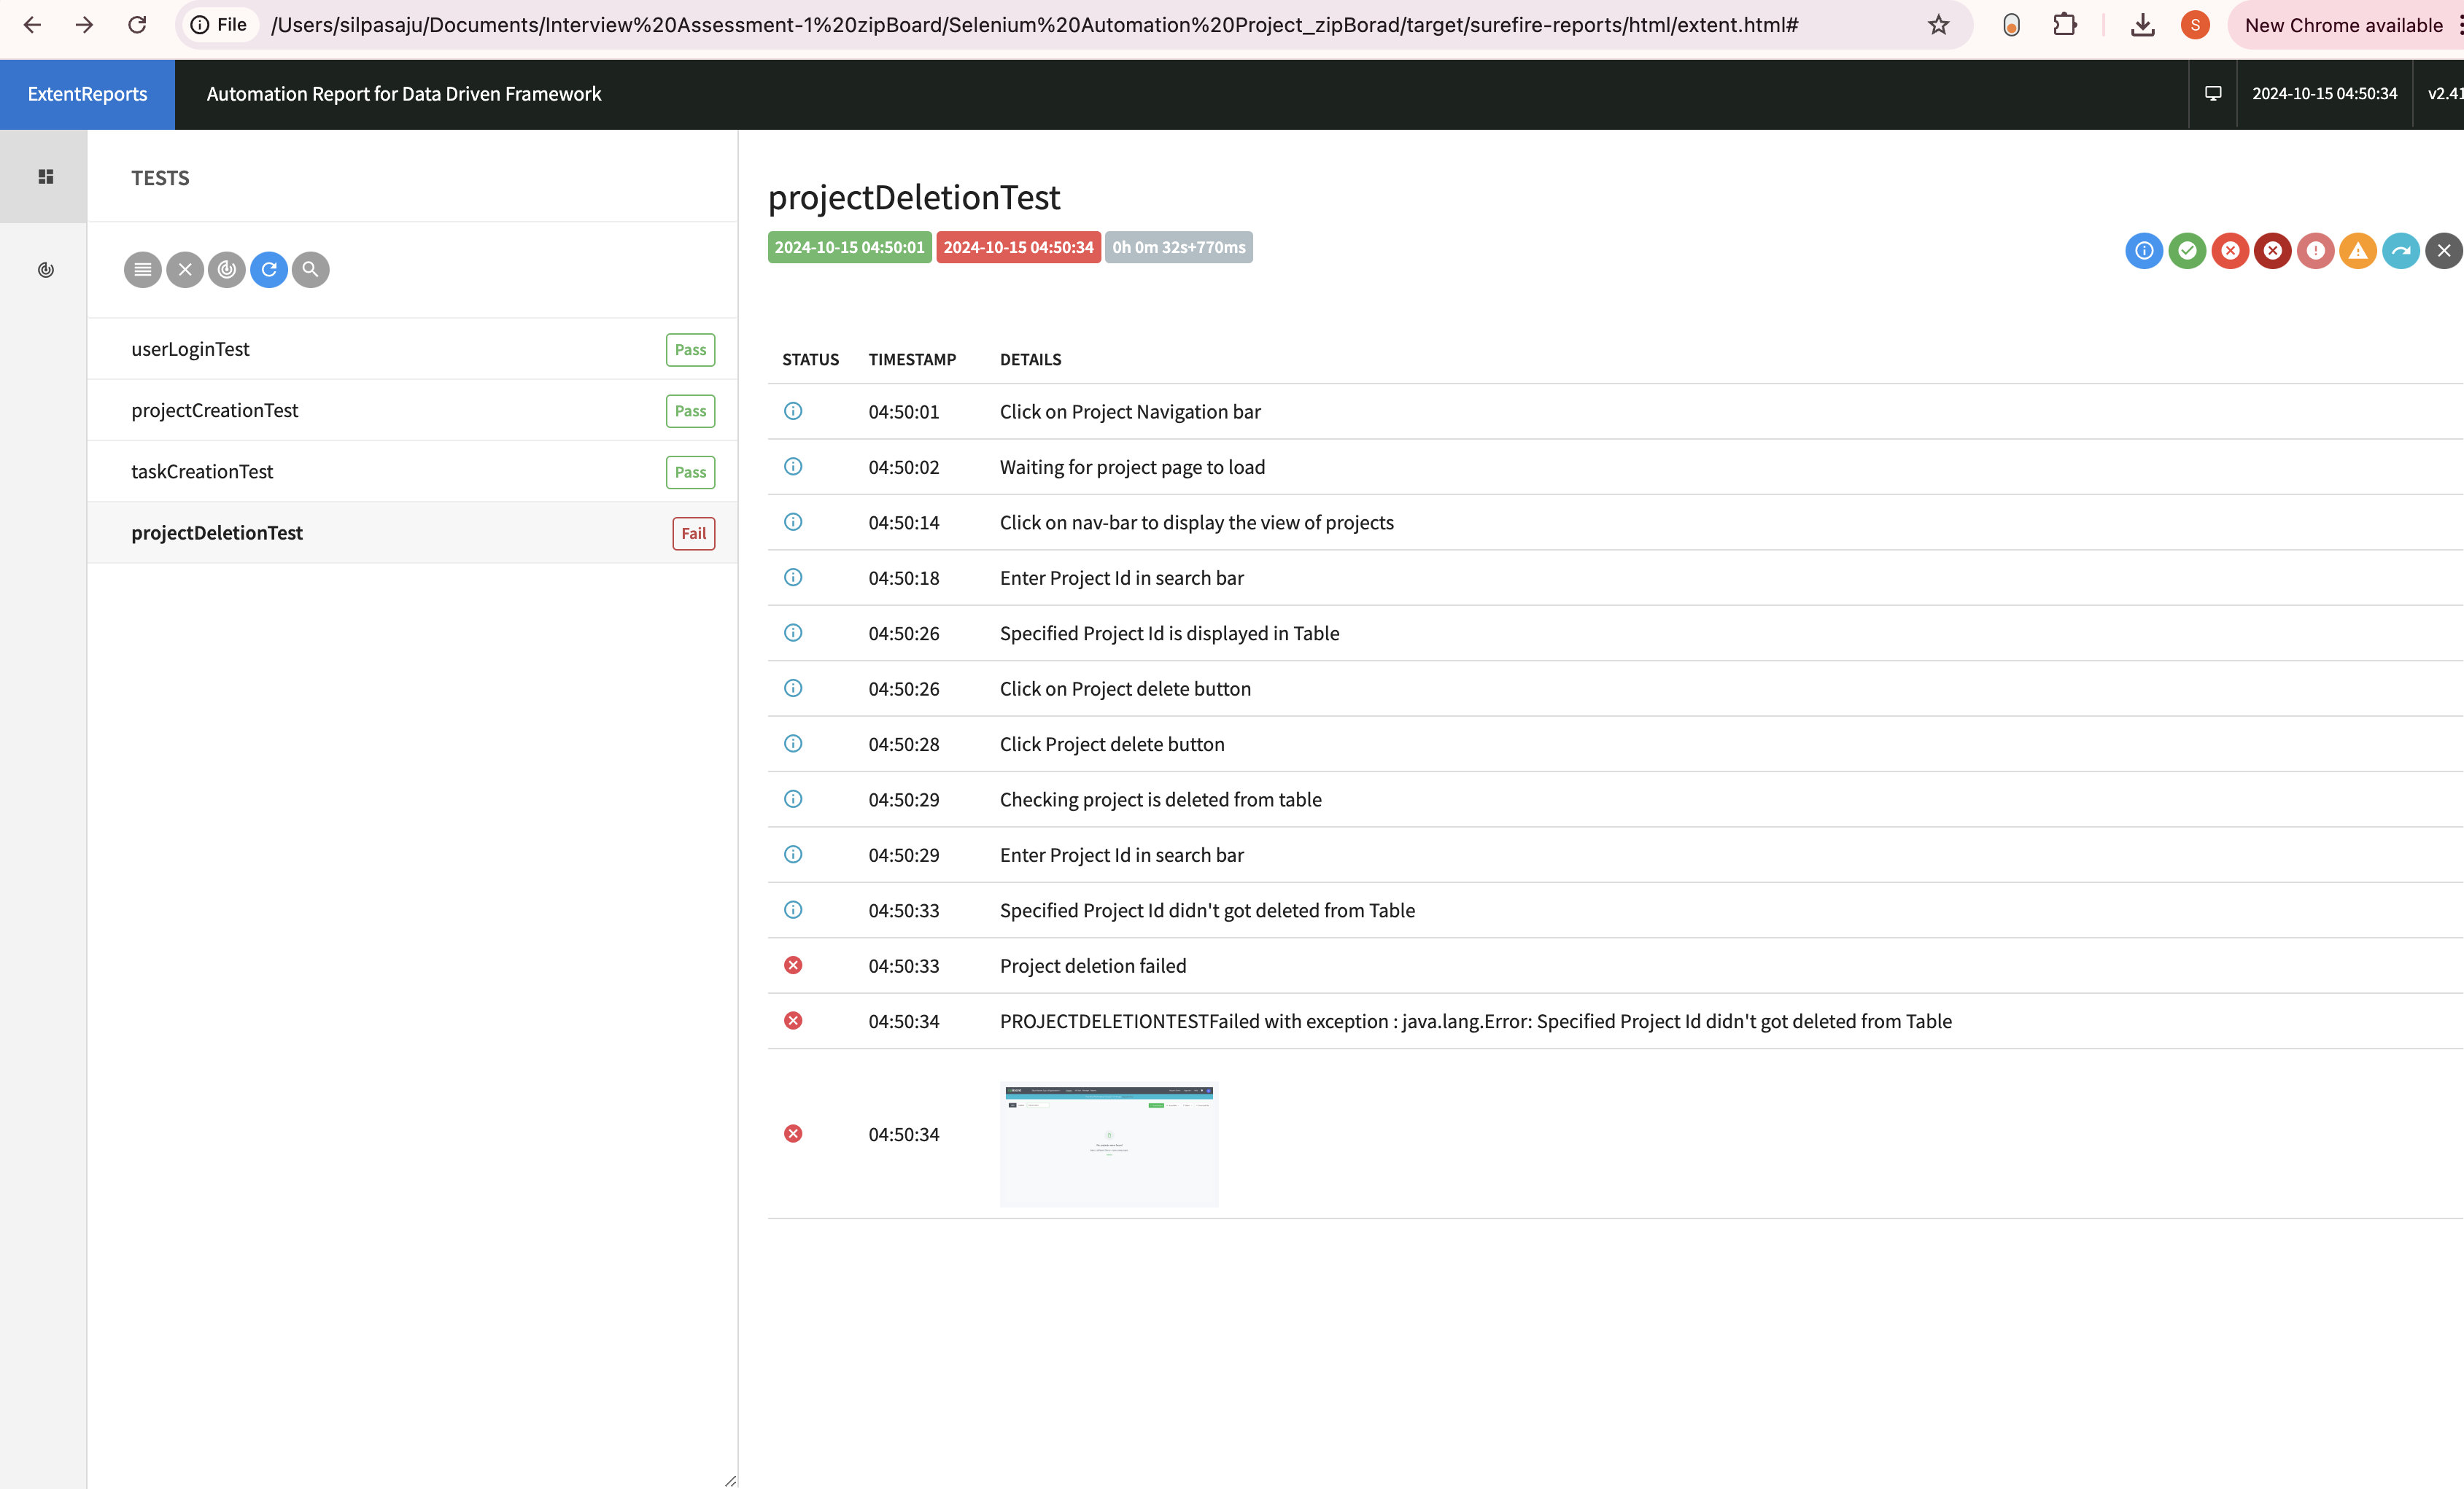 File /Users/silpasaju/Documents/Interview%20Assessment-1%20zipBoard/Selenium%20Automation%20Project_zipBorad/target/surefire-reports/html/extent.html# S New Chrome available
ExtentReports Automation Report for Data Driven Framework 2024-10-15 04:50:34 v2.41
TESTS
userLoginTest Pass
projectCreationTest Pass
taskCreationTest Pass
projectDeletionTest Fail
projectDeletionTest
2024-10-15 04:50:01 2024-10-15 04:50:34 0h 0m 32s+770ms
STATUS TIMESTAMP DETAILS
04:50:01 Click on Project Navigation bar
04:50:02 Waiting for project page to load
04:50:14 Click on nav-bar to display the view of projects
04:50:18 Enter Project Id in search bar
04:50:26 Specified Project Id is displayed in Table
04:50:26 Click on Project delete button
04:50:28 Click Project delete button
04:50:29 Checking project is deleted from table
04:50:29 Enter Project Id in search bar
04:50:33 Specified Project Id didn't got deleted from Table
04:50:33 Project deletion failed
04:50:34 PROJECTDELETIONTESTFailed with exception : java.lang.Error: Specified Project Id didn't got deleted from Table
04:50:34